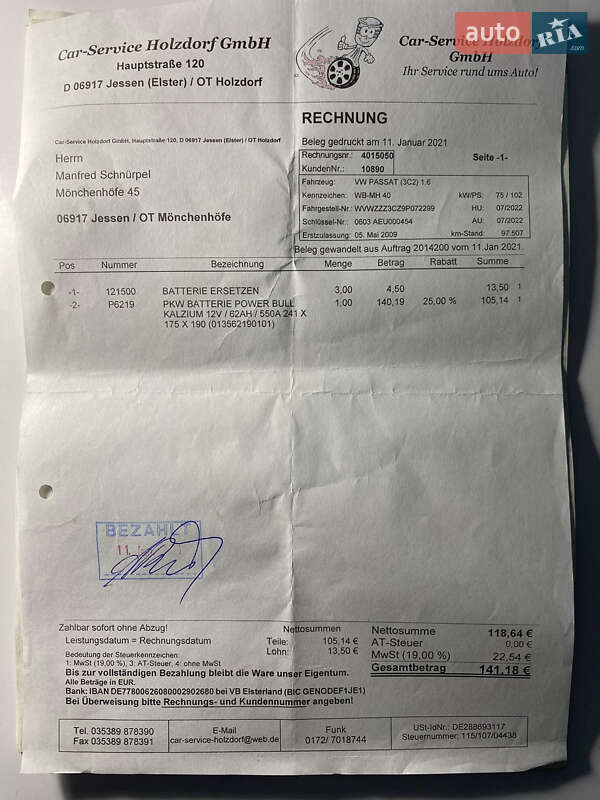 auto RIA.com
Car-Service Holzdorf GmbH
Hauptstraße 120
D 06917 Jessen (Elster) / OT Holzdorf
Car-Service Holzdorf
GmbH
Ihr Service rund ums Auto!
RECHNUNG
Car-Service Holzdorf GmbH, Hauptstraße 120, D 06917 Jessen (Elster) / OT Holzdorf
Beleg gedruckt am 11. Januar 2021
Herrn
Manfred Schnürpel
Mönchenhöfe 45
06917 Jessen / OT Mönchenhöfe
Rechnungsnr.: 4015050 Seite -1-
KundenNr.: 10890
Fahrzeug: VW PASSAT (3C2) 1.6
Kennzeichen: WB-MH 40 kW/PS: 75 / 102
Fahrgestell-Nr.: WVWZZZ3CZ9P072299 HU: 07/2022
Schlüssel-Nr.: 0603 AEU000454 AU: 07/2022
Erstzulassung: 05. Mai 2009 km-Stand: 97.507
Beleg gewandelt aus Auftrag 2014200 vom 11.Jan 2021.
Pos Nummer Bezeichnung Menge Betrag Rabatt Summe
-1- 121500 BATTERIE ERSETZEN 3,00 4,50 13,50 1
-2- P6219 PKW BATTERIE POWER BULL 1,00 140,19 25,00 % 105,14 1
KALZIUM 12V / 62AH / 550A 241 X
175 X 190 (013562190101)
BEZAHLT
11.
Zahlbar sofort ohne Abzug!
Leistungsdatum = Rechnungsdatum
Bedeutung der Steuerkennzeichen:
1: MwSt (19,00 %), 3: AT-Steuer, 4: ohne MwSt
Nettosummen
Teile: 105,14 €
Lohn: 13,50 €
Nettosumme 118,64 €
AT-Steuer 0,00 €
MwSt (19,00 %) 22,54 €
Gesamtbetrag 141,18 €
Bis zur vollständigen Bezahlung bleibt die Ware unser Eigentum.
Alle Beträge in EUR.
Bank: IBAN DE77800626080002902680 bei VB Elsterland (BIC GENODEF1JE1)
Bei Überweisung bitte Rechnungs- und Kundennummer angeben!
Tel. 035389 878390
Fax 035389 878391
E-Mail
car-service-holzdorf@web.de
Funk
0172/ 7018744
USt-IdNr.: DE288693117
Steuernummer: 115/107/04438